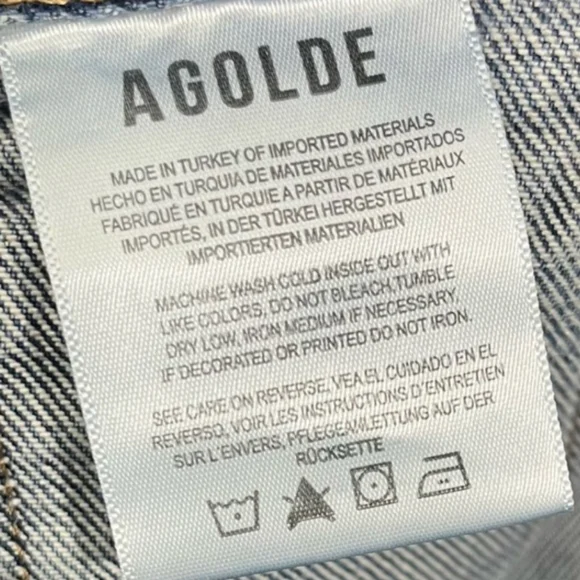 AGOLDE
MADE IN TURKEY OF IMPORTED MATERIALS
HECHO EN TURQUIA DE MATERIALES IMPORTADOS
FABRIQUÉ EN TURQUIE A PARTIR DE MATÉRIAUX
IMPORTÉS, IN DER TÜRKEI HERGESTELLT MIT
IMPORTIERTEN MATERIALIEN
MACHINE WASH COLD INSIDE OUT WITH
LIKE COLORS, DO NOT BLEACH,TUMBLE
DRY LOW, IRON MEDIUM IF NECESSARY,
IF DECORATED OR PRINTED DO NOT IRON.
SEE CARE ON REVERSE, VEA EL CUIDADO EN EL
REVERSO, VOIR LES INSTRUCTIONS D'ENTRETIEN
SUR L'ENVERS, PFLEGEANLEITUNG AUF DER
RÜCKSETTE